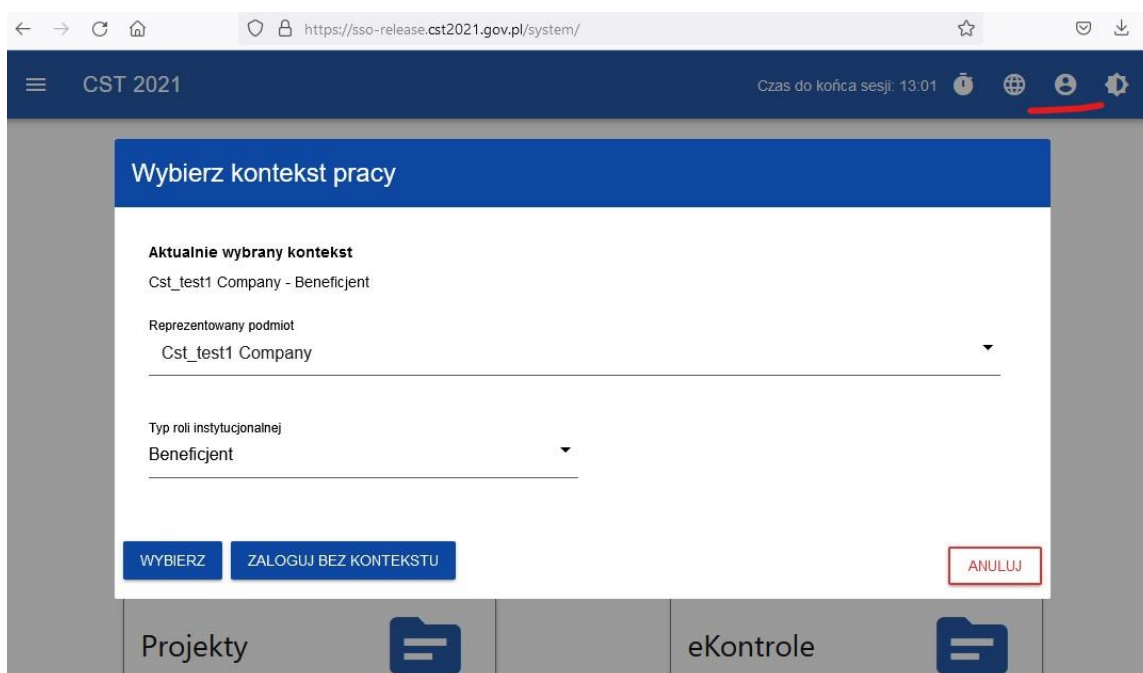 https://sso-release.cst2021.gov.pl/system/
CST 2021
Czas do końca sesji: 13:01
Wybierz kontekst pracy
Aktualnie wybrany kontekst
Cst_test1 Company - Beneficjent
Reprezentowany podmiot
Cst_test1 Company
Typ roli instytucjonalnej
Beneficjent
WYBIERZ
ZALOGUJ BEZ KONTEKSTU
ANULUJ
Projekty
eKontrole